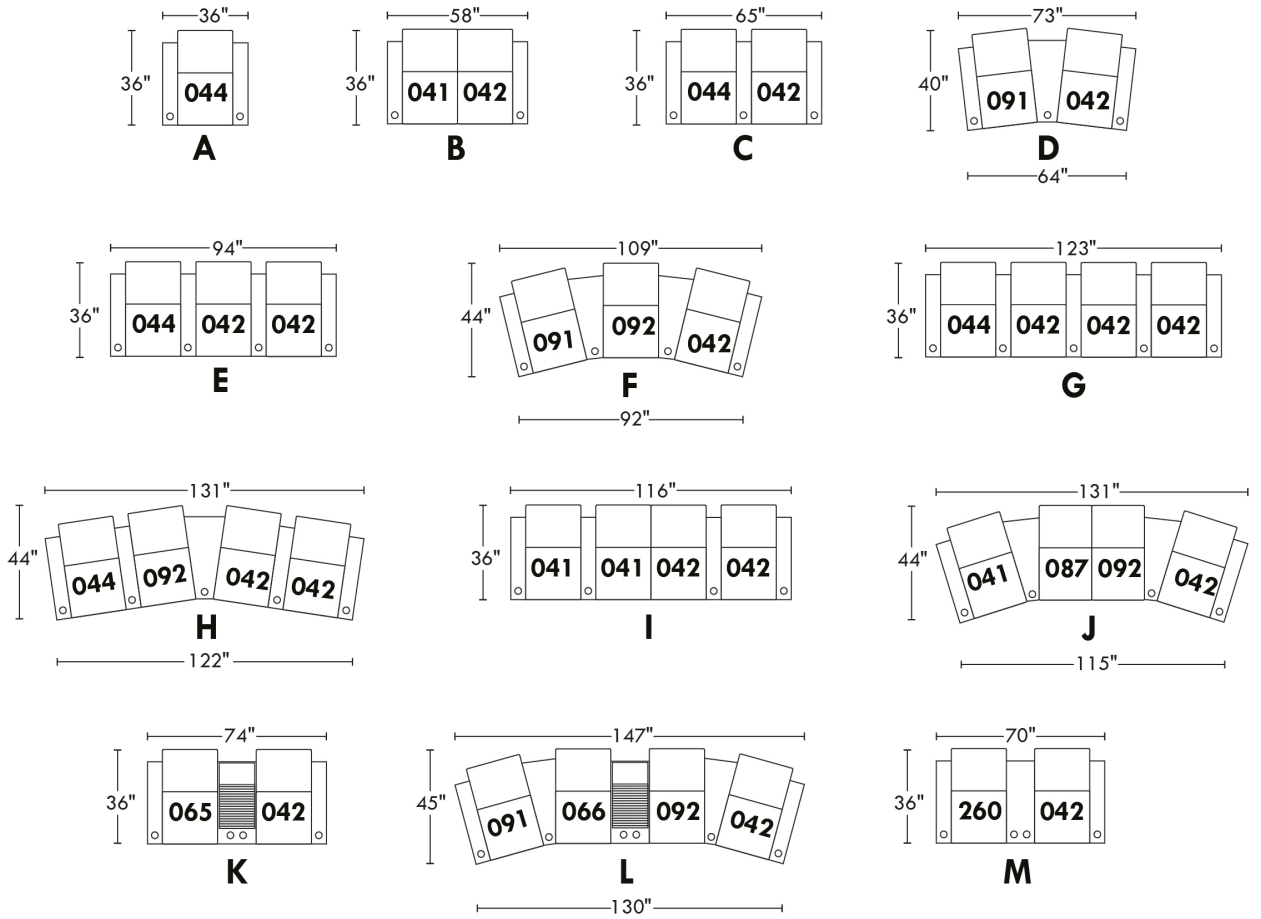 36" 58" 65" 73"
36" 044 36" 041 042 36" 044 042 40" 091 042
A B C D
64"
94" 109" 123"
36" 044 042 042 44" 091 092 042 36" 044 042 042 042
E F G
92"
131" 116" 131"
44" 044 092 042 042 36" 041 041 042 042 44" 041 087 092 042
H I J
122" 115"
74" 147" 70"
36" 065 042 45" 091 066 092 042 36" 260 042
K L M
130"